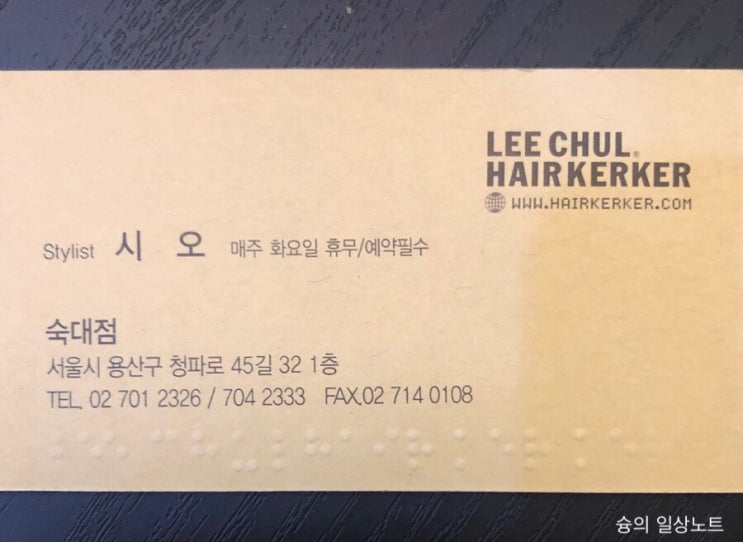 LEE CHUL®
HAIRKERKER
WWW.HAIRKERKER.COM
Stylist 시 오 매주 화요일 휴무/예약필수
숙대점
서울시 용산구 청파로 45길 32 1층
TEL. 02 701 2326 / 704 2333 FAX.02 714 0108
슝의 일상노트